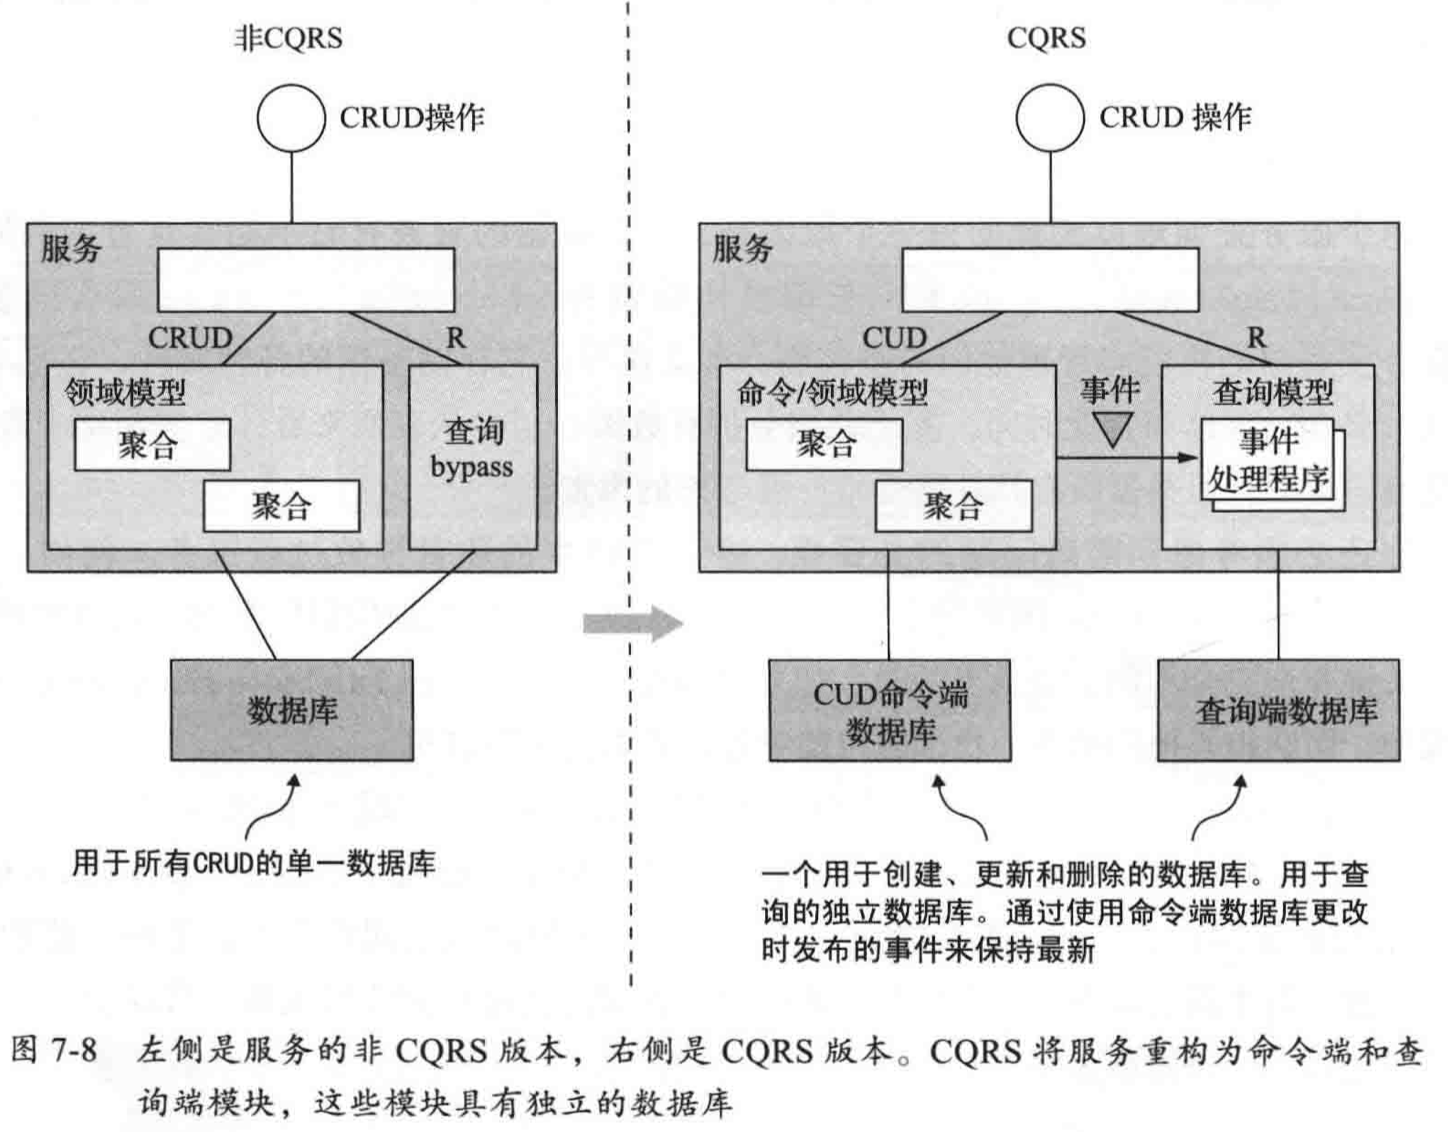 非CQRS
CRUD操作
服务
CRUD
R
领域模型
聚合
聚合
查询
bypass
数据库
用于所有CRUD的单一数据库
CQRS
CRUD 操作
服务
CUD
R
命令/领域模型
聚合
聚合
事件
查询模型
事件
处理程序
CUD命令端
数据库
查询端数据库
一个用于创建、更新和删除的数据库。用于查
询的独立数据库。通过使用命令端数据库更改
时发布的事件来保持最新
图 7-8 左侧是服务的非 CQRS 版本，右侧是 CQRS 版本。CQRS 将服务重构为命令端和查
询端模块，这些模块具有独立的数据库